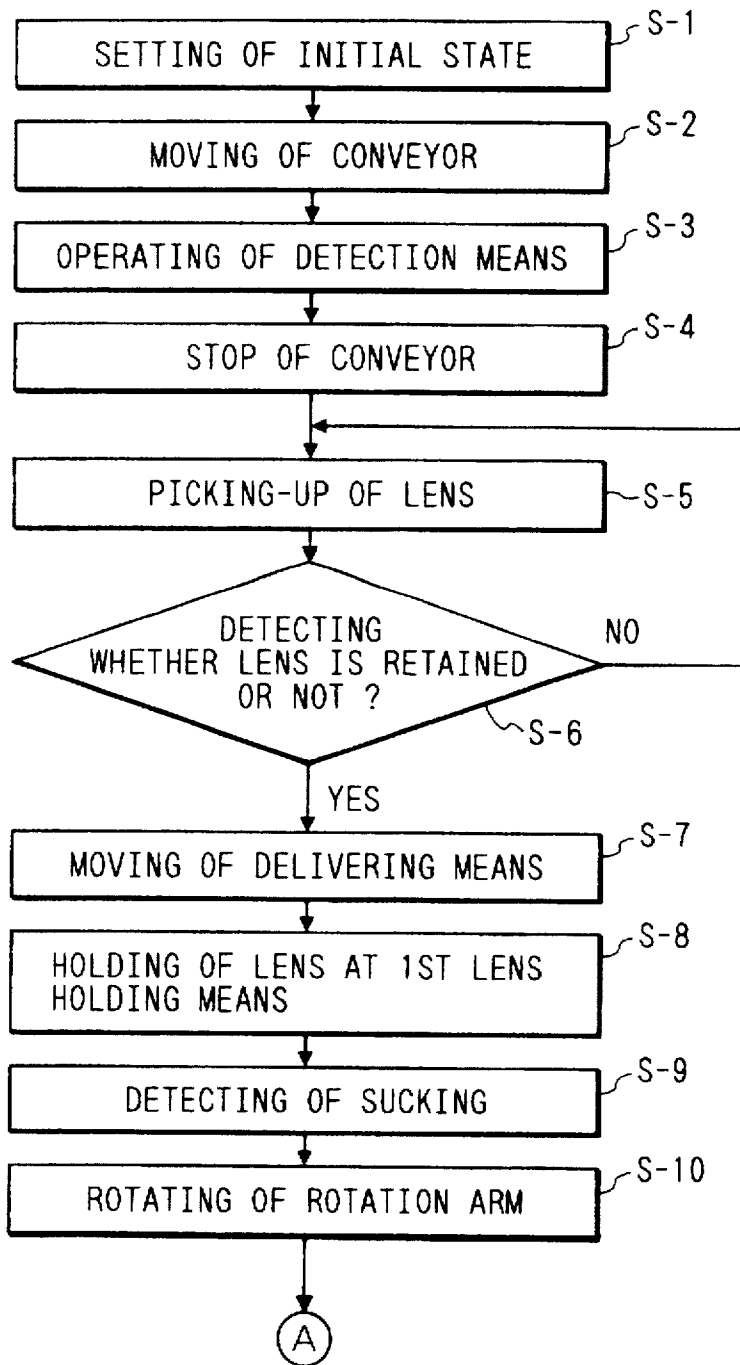 SETTING OF INITIAL STATE
S-1
MOVING OF CONVEYOR
S-2
OPERATING OF DETECTION MEANS
S-3
STOP OF CONVEYOR
S-4
PICKING-UP OF LENS
S-5
DETECTING
WHETHER LENS IS RETAINED
OR NOT ?
NO
S-6
YES
MOVING OF DELIVERING MEANS
S-7
HOLDING OF LENS AT 1ST LENS
HOLDING MEANS
S-8
DETECTING OF SUCKING
S-9
ROTATING OF ROTATION ARM
S-10
A